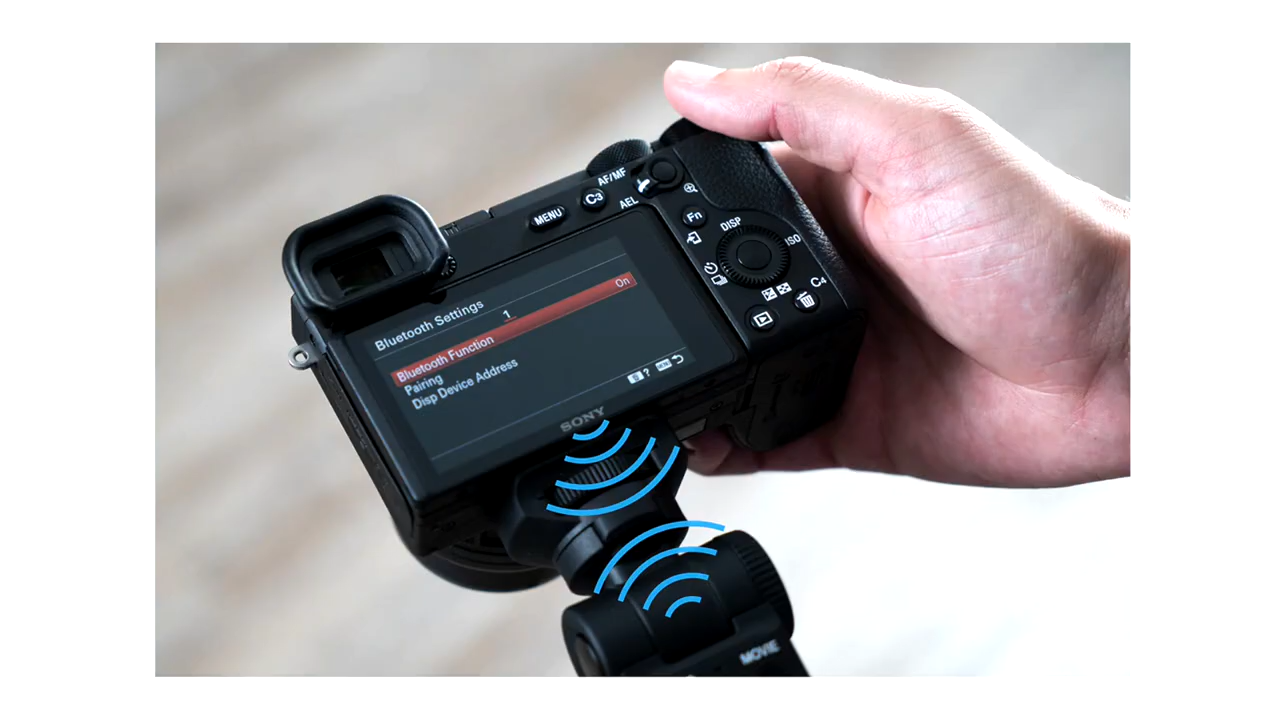 AF/MF
MENU
C3
AEL
Fn
DISP
ISO
C4
Bluetooth Settings
1
Bluetooth Function On
Pairing
Disp Device Address
?
SONY
MOVIE